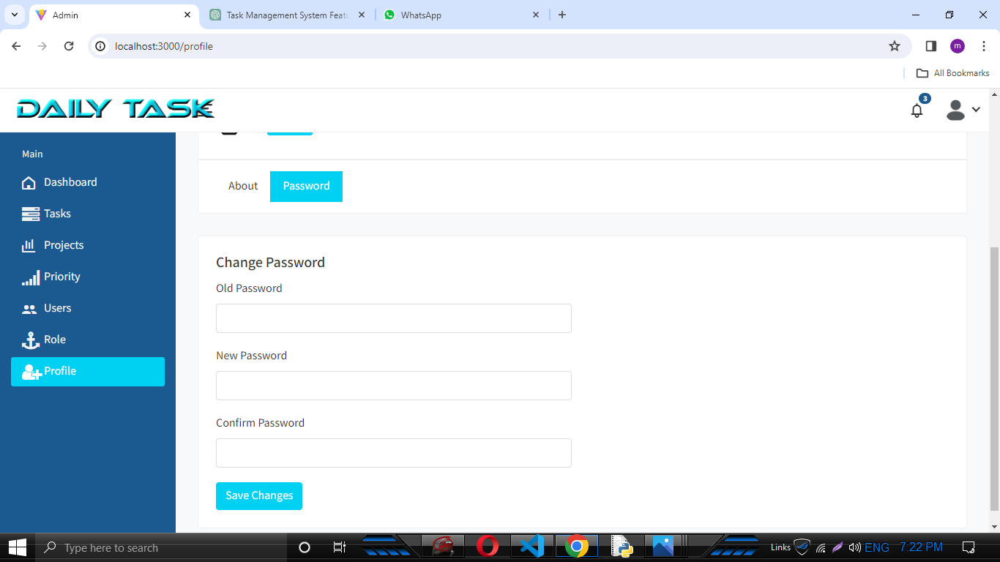 Admin
Task Management System Featu
WhatsApp
localhost:3000/profile
m
All Bookmarks
DAILY TASK
3
Main
Dashboard
Tasks
Projects
Priority
Users
Role
Profile
About
Password
Change Password
Old Password
New Password
Confirm Password
Save Changes
Type here to search
Links
ENG
7:22 PM